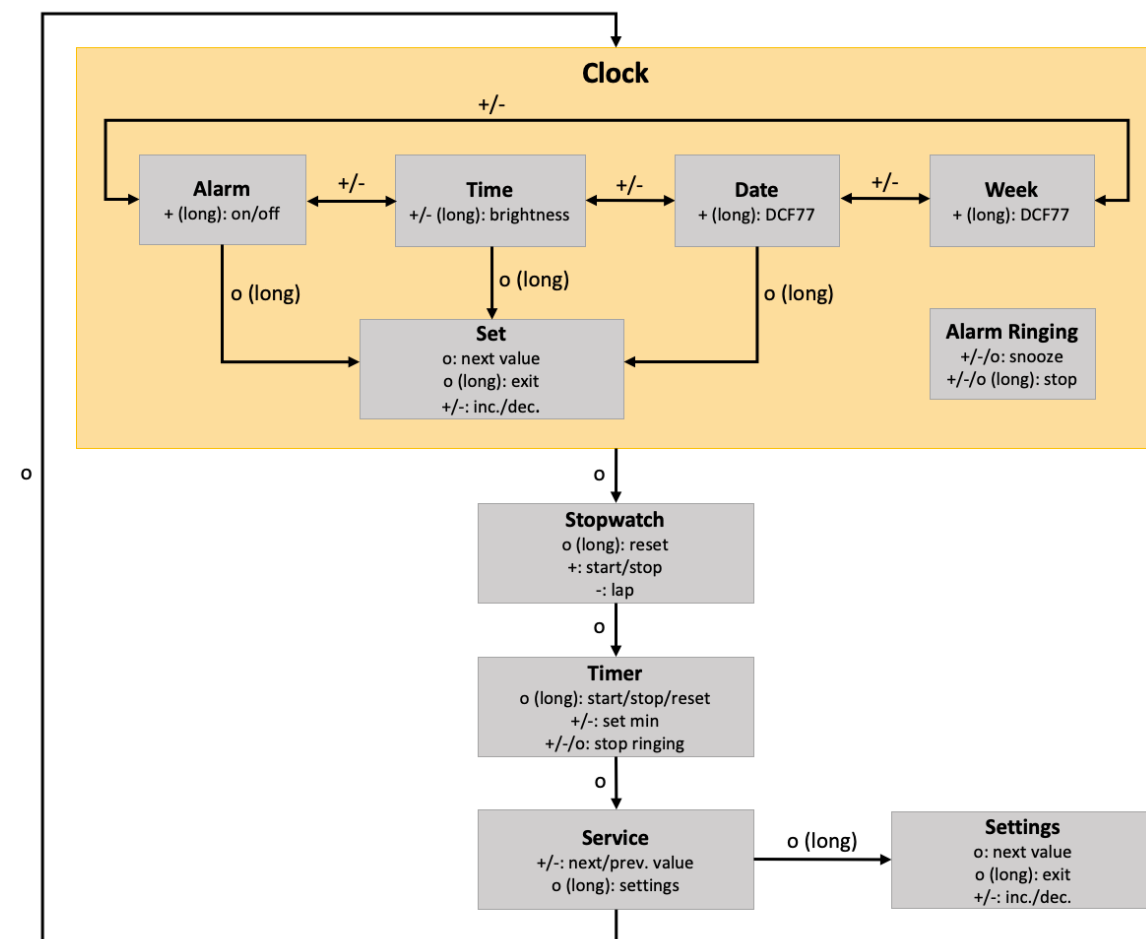 Clock
+/-
Alarm
+ (long): on/off
+/-
Time
+/- (long): brightness
+/-
Date
+ (long): DCF77
+/-
Week
+ (long): DCF77
o (long)
o (long)
o (long)
Set
o: next value
o (long): exit
+/-: inc./dec.
Alarm Ringing
+/-/o: snooze
+/-/o (long): stop
o
o
Stopwatch
o (long): reset
+: start/stop
-: lap
o
Timer
o (long): start/stop/reset
+/-: set min
+/-/o: stop ringing
o
Service
+/-: next/prev. value
o (long): settings
o (long)
Settings
o: next value
o (long): exit
+/-: inc./dec.